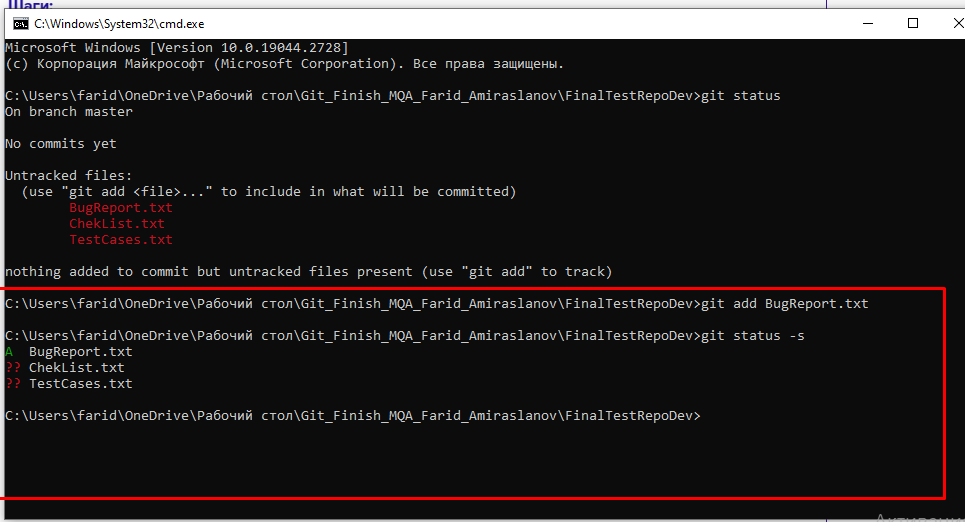 Шаги:
C:\Windows\System32\cmd.exe
Microsoft Windows [Version 10.0.19044.2728]
(c) Корпорация Майкрософт (Microsoft Corporation). Все права защищены.
C:\Users\farid\OneDrive\Рабочий стол\Git_Finish_MQA_Farid_Amiraslanov\FinalTestRepoDev>git status
On branch master
No commits yet
Untracked files:
(use "git add <file>..." to include in what will be committed)
BugReport.txt
ChekList.txt
TestCases.txt
nothing added to commit but untracked files present (use "git add" to track)
C:\Users\farid\OneDrive\Рабочий стол\Git_Finish_MQA_Farid_Amiraslanov\FinalTestRepoDev>git add BugReport.txt
C:\Users\farid\OneDrive\Рабочий стол\Git_Finish_MQA_Farid_Amiraslanov\FinalTestRepoDev>git status -s
A  BugReport.txt
?? ChekList.txt
?? TestCases.txt
C:\Users\farid\OneDrive\Рабочий стол\Git_Finish_MQA_Farid_Amiraslanov\FinalTestRepoDev>